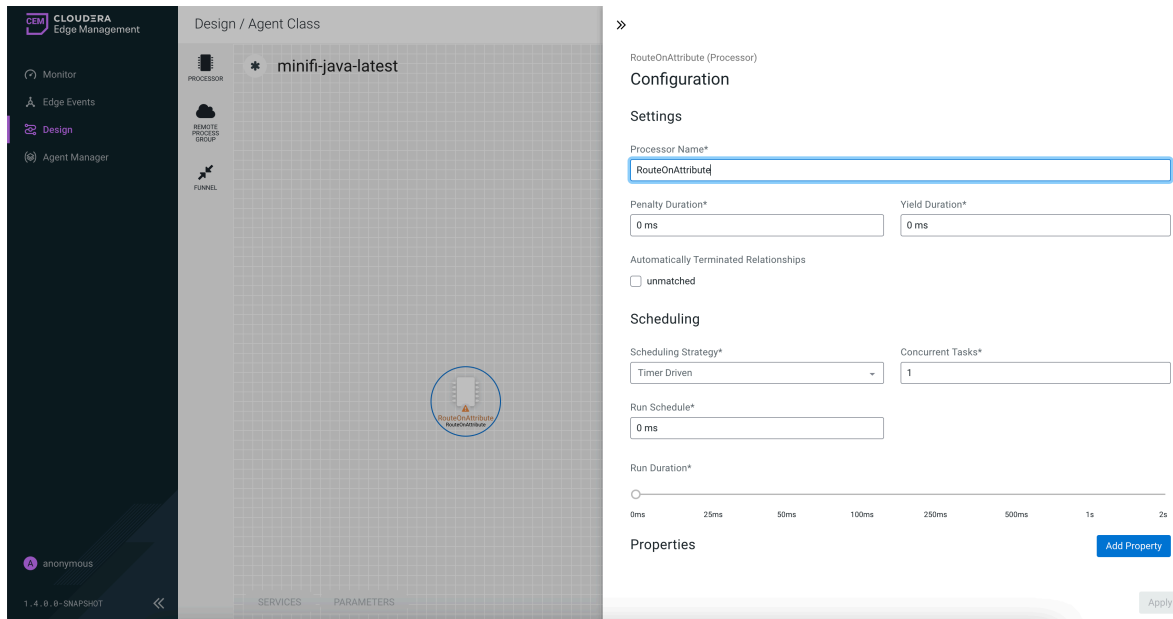 CEM CLOUDERA
Edge Management
Monitor
Edge Events
Design
Agent Manager
A anonymous
1.4.0.0-SNAPSHOT
Design / Agent Class
PROCESSOR
REMOTE
PROCESS
GROUP
FUNNEL
minifi-java-latest
RouteOnAttribute
RouteOnAttribute
SERVICES PARAMETERS
RouteOnAttribute (Processor)
Configuration
Settings
Processor Name*
RouteOnAttribute
Penalty Duration* Yield Duration*
0 ms 0 ms
Automatically Terminated Relationships
unmatched
Scheduling
Scheduling Strategy* Concurrent Tasks*
Timer Driven 1
Run Schedule*
0 ms
Run Duration*
0ms 25ms 50ms 100ms 250ms 500ms 1s 2s
Properties Add Property
Apply